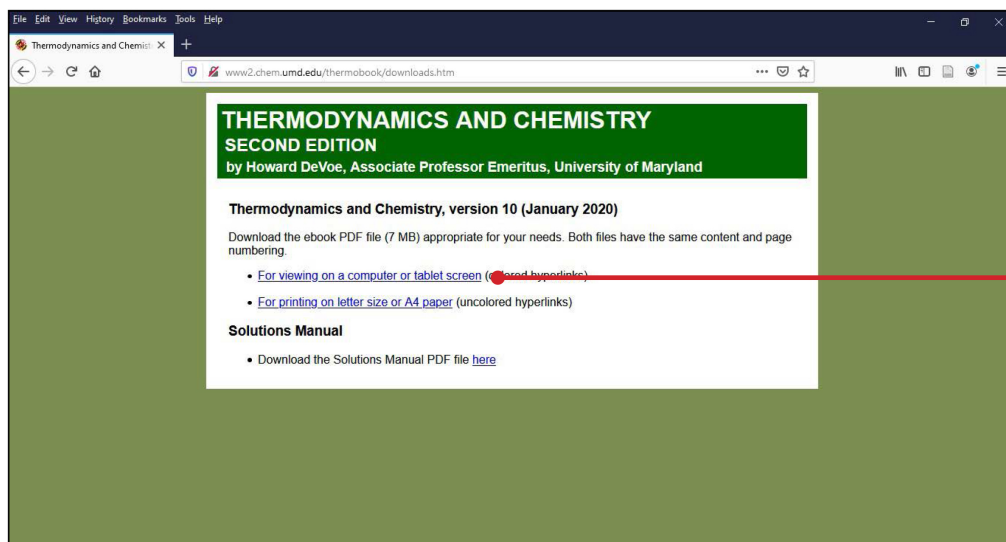 File Edit View History Bookmarks Tools Help
Thermodynamics and Chemist
www2.chem.umd.edu/thermobook/downloads.htm
THERMODYNAMICS AND CHEMISTRY
SECOND EDITION
by Howard DeVoe, Associate Professor Emeritus, University of Maryland
Thermodynamics and Chemistry, version 10 (January 2020)
Download the ebook PDF file (7 MB) appropriate for your needs. Both files have the same content and page
numbering.
• For viewing on a computer or tablet screen (colored hyperlinks)
• For printing on letter size or A4 paper (uncolored hyperlinks)
Solutions Manual
• Download the Solutions Manual PDF file here